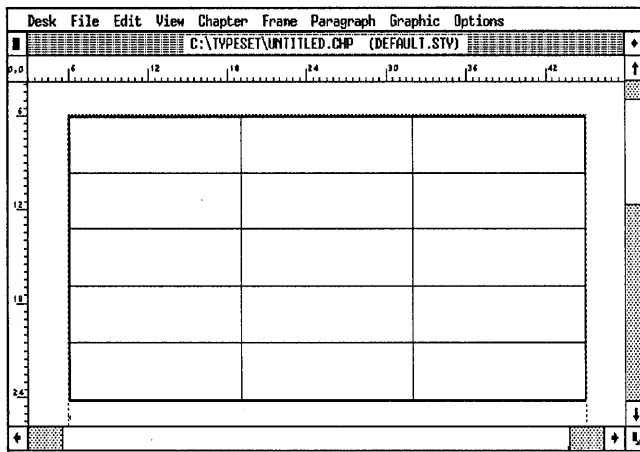 Desk File Edit View Chapter Frame Paragraph Graphic Options
C:\TYPESET\UNTITLED.CHP (DEFAULT.STY)
0,0 6 12 18 24 30 36 42
6
12
18
24